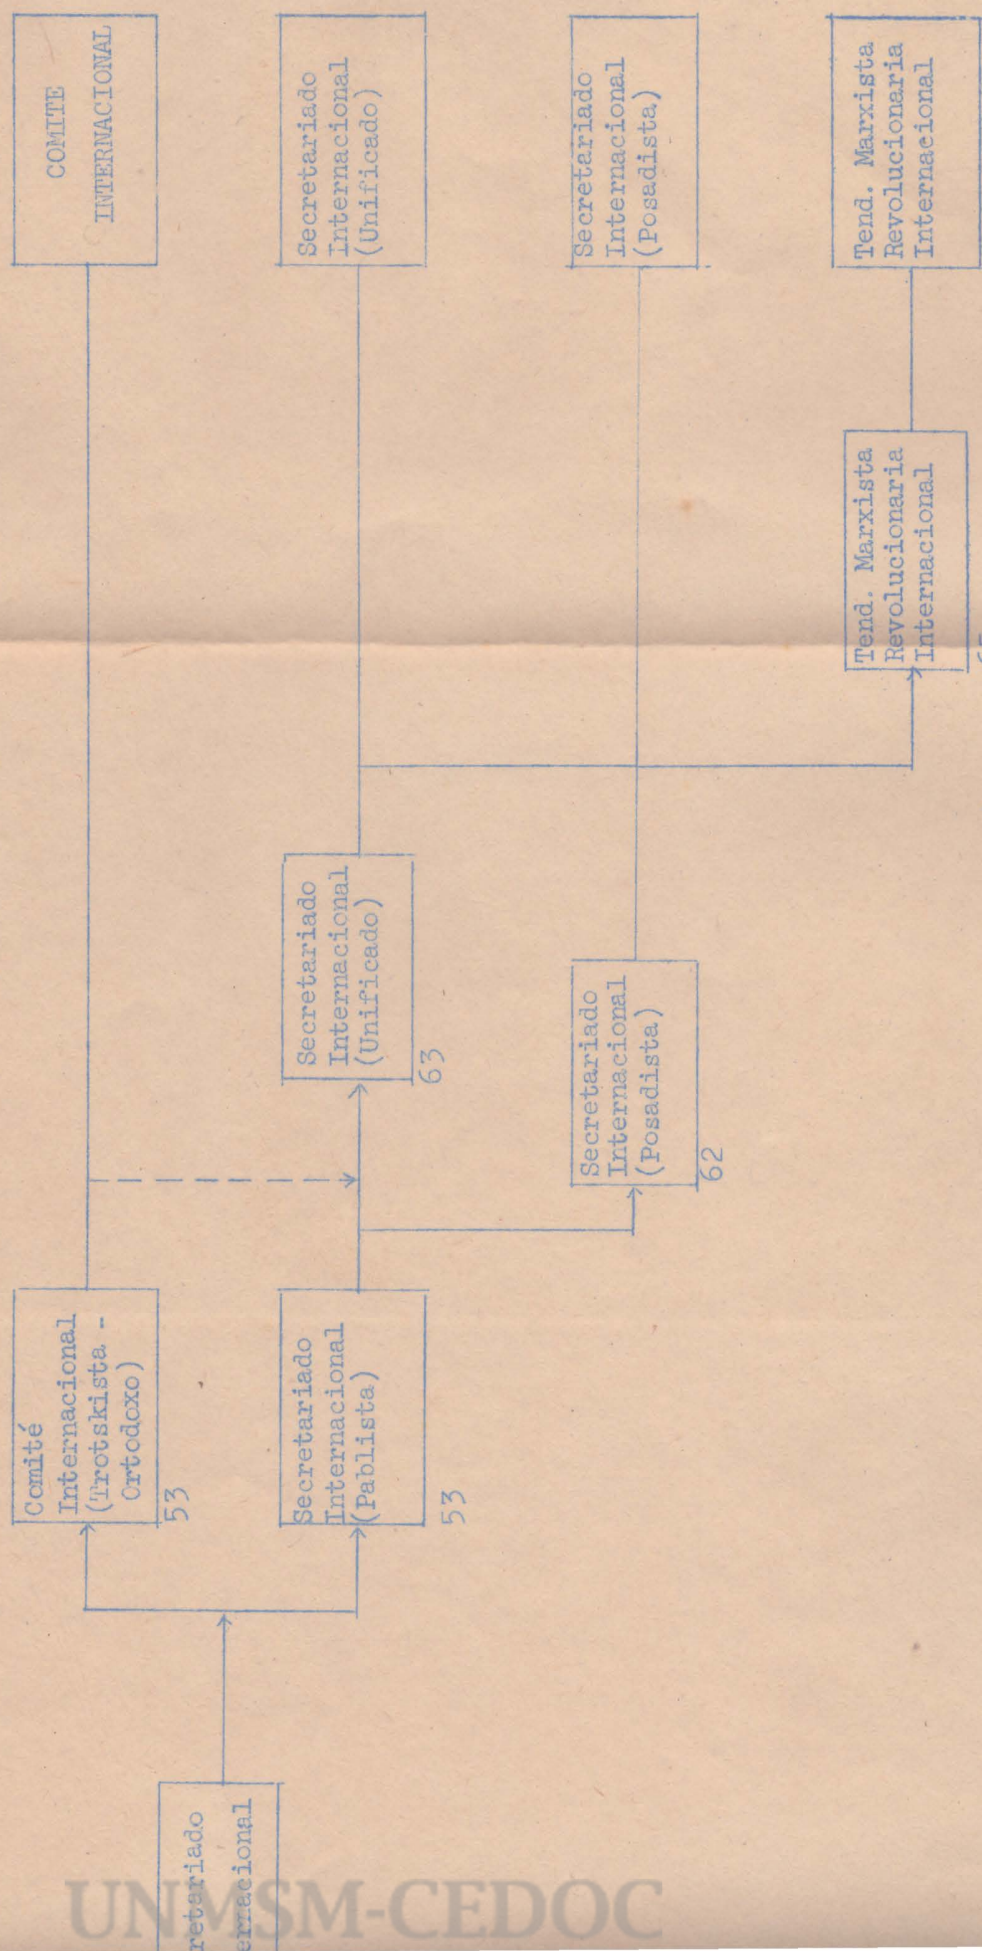 retariado
ernacional
Comité
Internacional
(Trotskista -
Ortodoxo)
53
Secretariado
Internacional
(Pablista)
53
Secretariado
Internacional
(Unificado)
63
Secretariado
Internacional
(Posadista)
62
Tend. Marxista
Revolucionaria
Internacional
COMITE
INTERNACIONAL
Secretariado
Internacional
(Unificado)
Secretariado
Internacional
(Posadista)
Tend. Marxista
Revolucionaria
Internacional
UNMSM-CEDOC